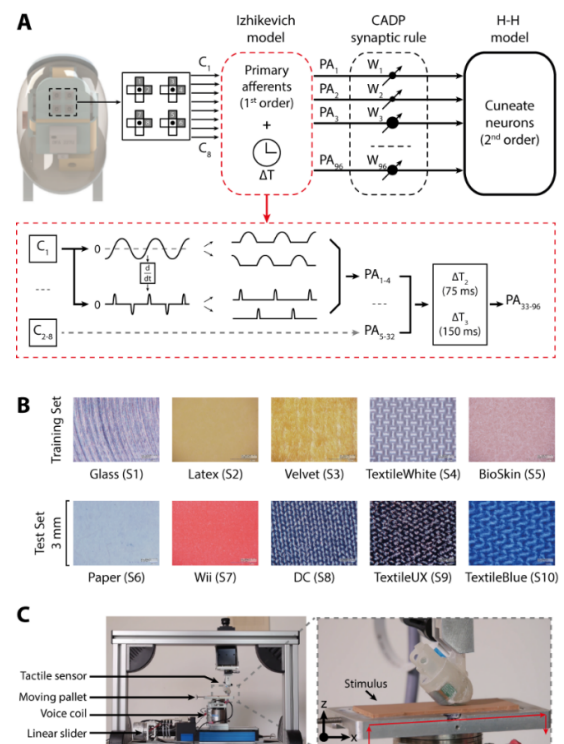 A
Izhikevich
model
CADP
synaptic rule
H-H
model
C1
C8
Primary
afferents
(1st order)
+
ΔT
PA1
PA2
PA3
PA96
W1
W2
W3
W96
Cuneate
neurons
(2nd order)
C1
0
d
dt
0
C2-8
PA1-4
PA5-32
ΔT2
(75 ms)
ΔT3
(150 ms)
PA33-96
B
Training Set
Glass (S1)
Latex (S2)
Velvet (S3)
TextileWhite (S4)
BioSkin (S5)
Test Set
3 mm
Paper (S6)
Wii (S7)
DC (S8)
TextileUX (S9)
TextileBlue (S10)
C
Tactile sensor
Moving pallet
Voice coil
Linear slider
Stimulus
z
x